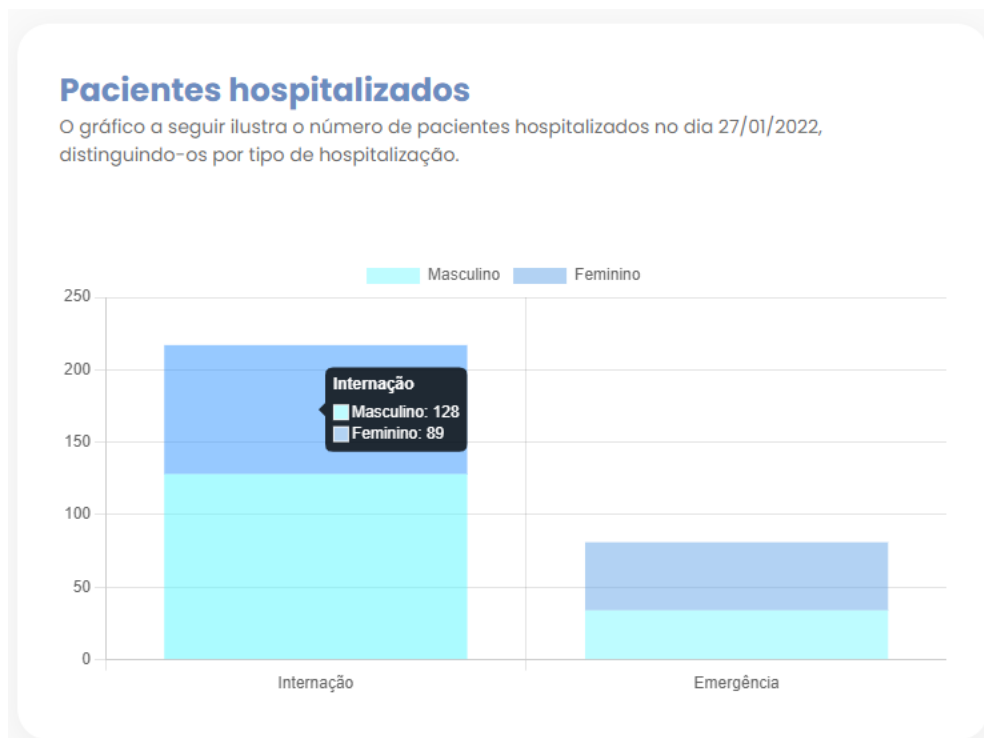 Pacientes hospitalizados
O gráfico a seguir ilustra o número de pacientes hospitalizados no dia 27/01/2022,
distinguindo-os por tipo de hospitalização.
Masculino Feminino
250
200
150
100
50
0
Internação
Masculino: 128
Feminino: 89
Internação Emergência